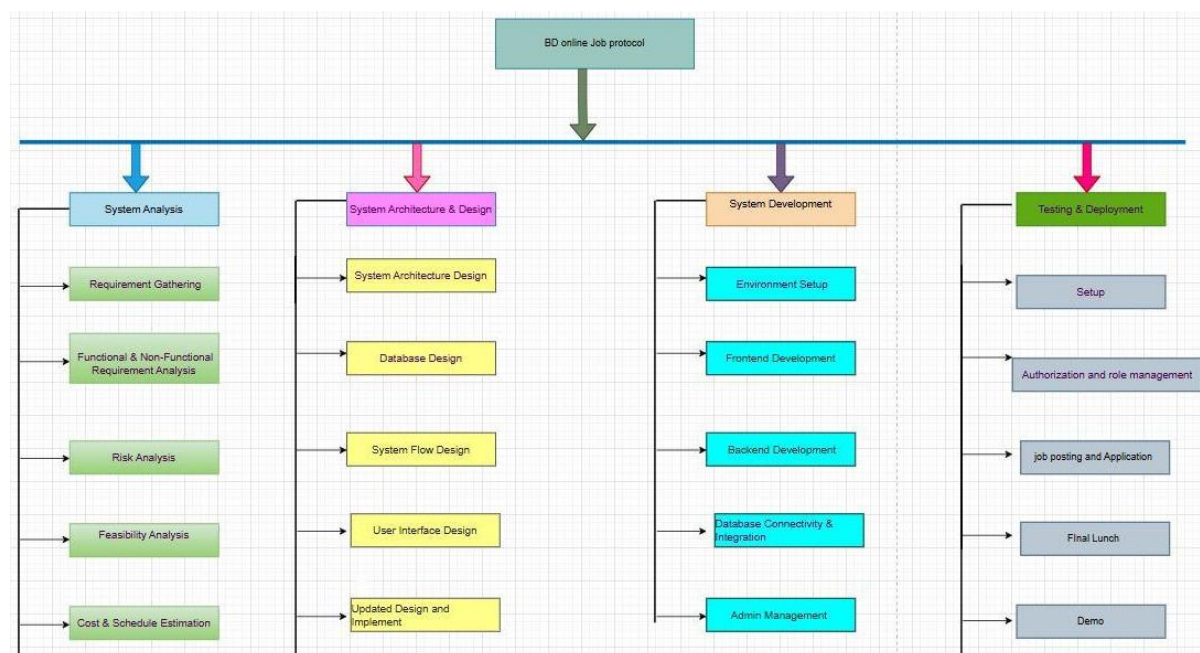 BD online Job protocol
System Analysis
Requirement Gathering
Functional & Non-Functional
Requirement Analysis
Risk Analysis
Feasibility Analysis
Cost & Schedule Estimation
System Architecture & Design
System Architecture Design
Database Design
System Flow Design
User Interface Design
Updated Design and
Implement
System Development
Environment Setup
Frontend Development
Backend Development
Database Connectivity &
Integration
Admin Management
Testing & Deployment
Setup
Authorization and role management
job posting and Application
FInal Lunch
Demo